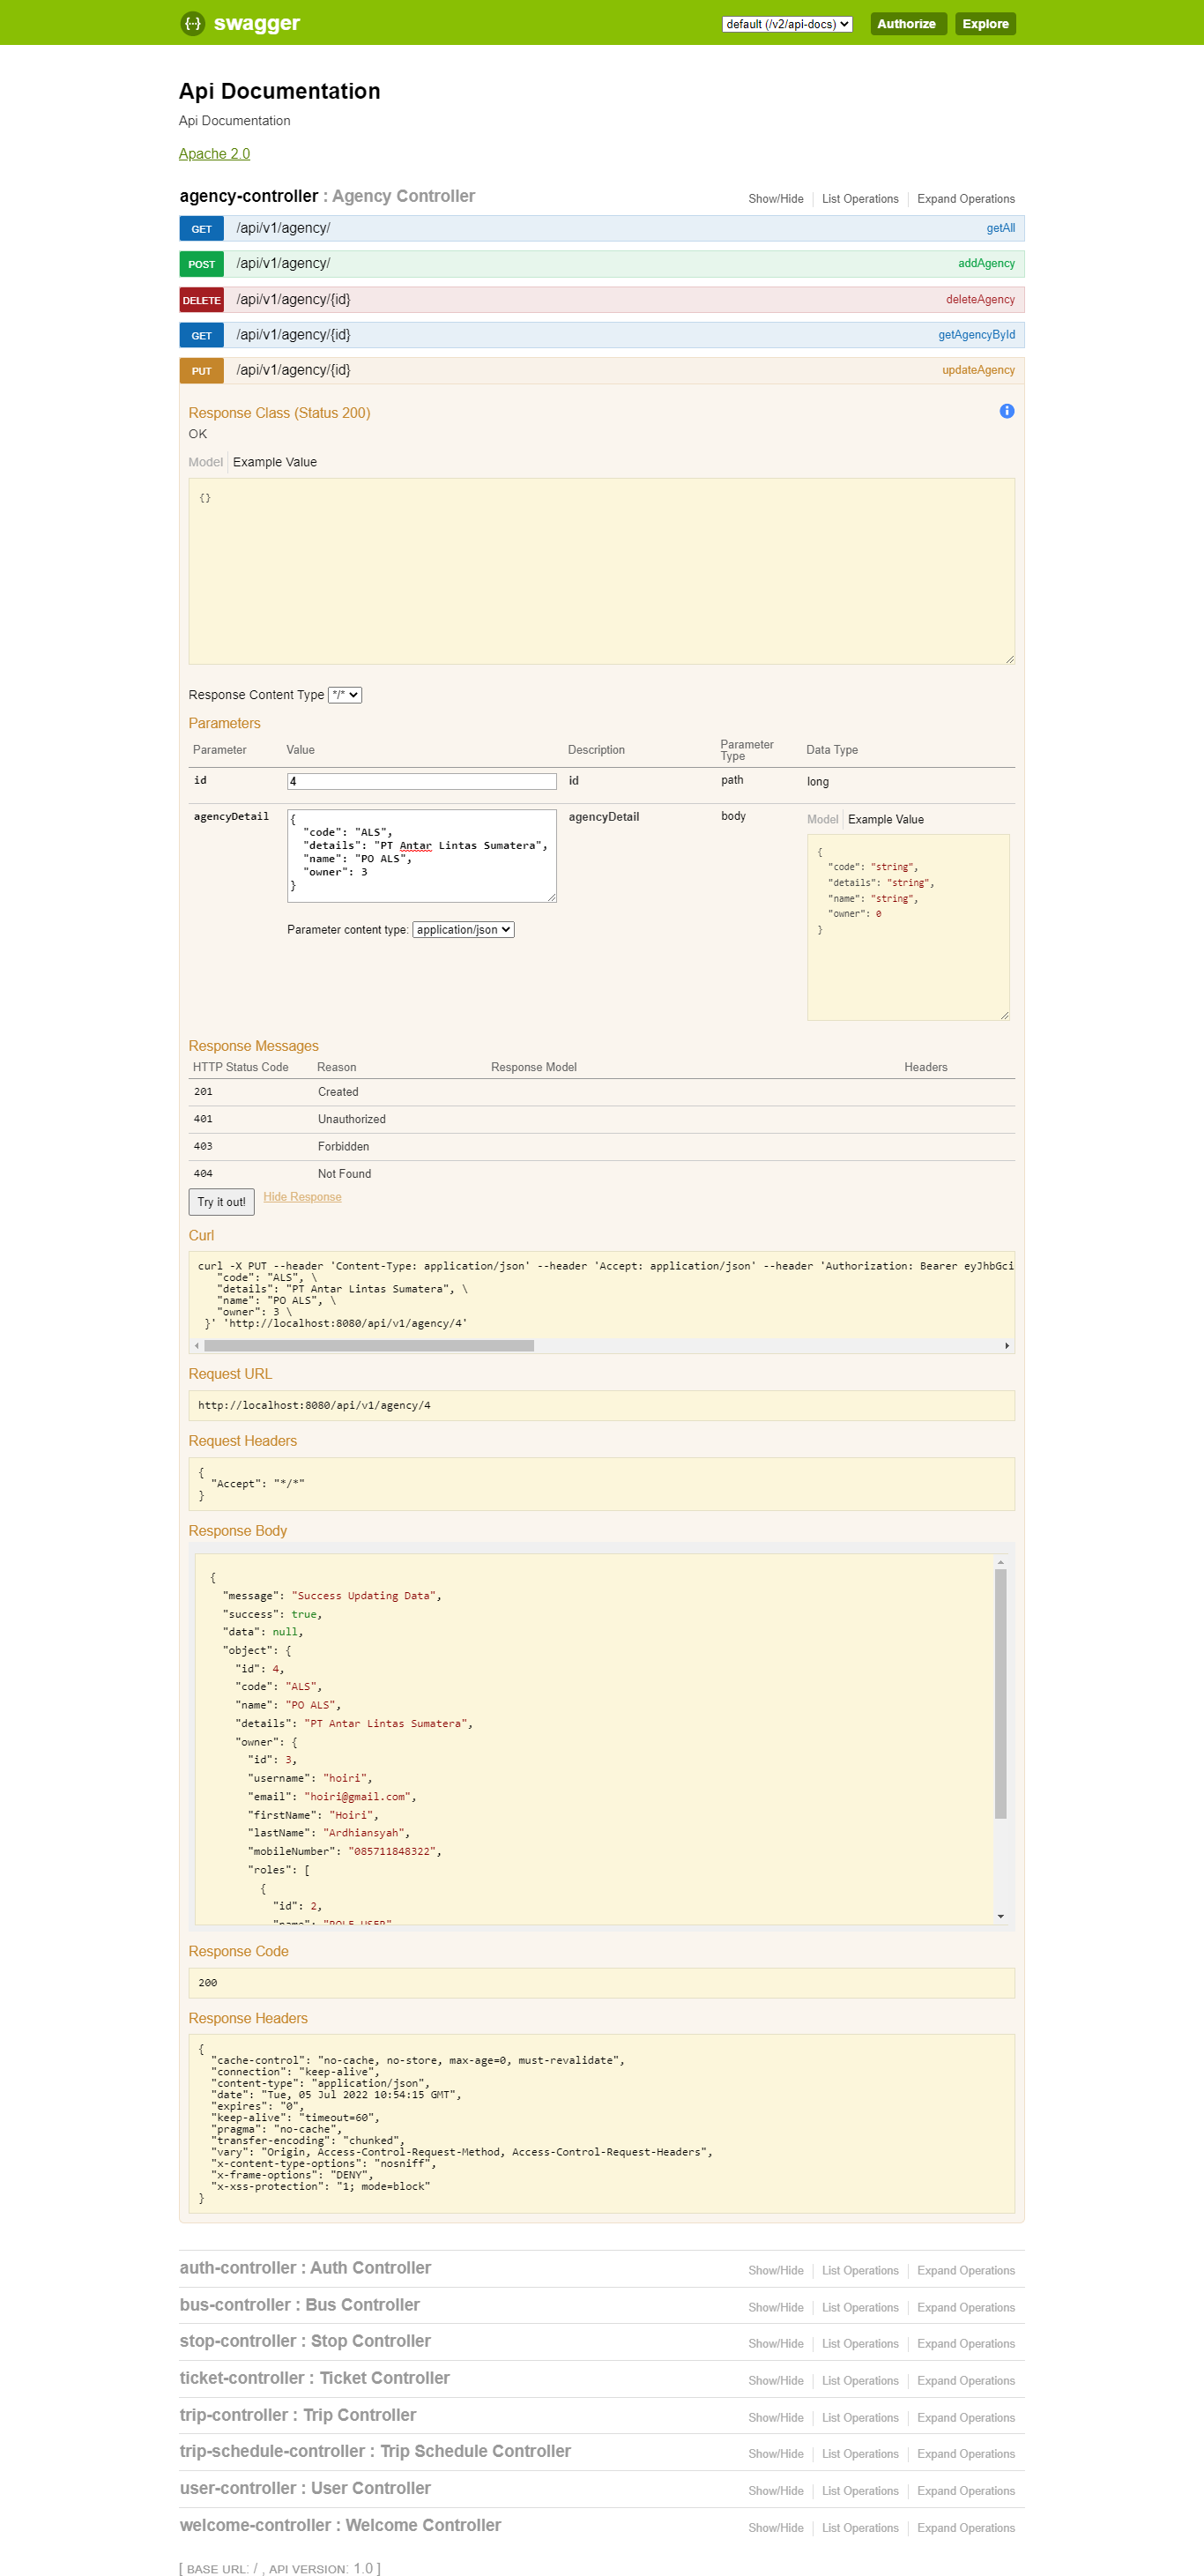 swagger
default (/v2/api-docs) Authorize Explore
Api Documentation
Api Documentation
Apache 2.0
agency-controller : Agency Controller Show/Hide List Operations Expand Operations
GET /api/v1/agency/ getAll
POST /api/v1/agency/ addAgency
DELETE /api/v1/agency/{id} deleteAgency
GET /api/v1/agency/{id} getAgencyById
PUT /api/v1/agency/{id} updateAgency
Response Class (Status 200)
OK
Model Example Value
{}
Response Content Type */*
Parameters
Parameter Value Description Parameter Type Data Type
id 4 id path long
agencyDetail
{
  "code": "ALS",
  "details": "PT Antar Lintas Sumatera",
  "name": "PO ALS",
  "owner": 3
}
Parameter content type: application/json
agencyDetail body
Model Example Value
{
  "code": "string",
  "details": "string",
  "name": "string",
  "owner": 0
}
Response Messages
HTTP Status Code Reason Response Model Headers
201 Created
401 Unauthorized
403 Forbidden
404 Not Found
Try it out! Hide Response
Curl
curl -X PUT --header 'Content-Type: application/json' --header 'Accept: application/json' --header 'Authorization: Bearer eyJhbGci
   "code": "ALS", \
   "details": "PT Antar Lintas Sumatera", \
   "name": "PO ALS", \
   "owner": 3 \
 }' 'http://localhost:8080/api/v1/agency/4'
Request URL
http://localhost:8080/api/v1/agency/4
Request Headers
{
  "Accept": "*/*"
}
Response Body
{
  "message": "Success Updating Data",
  "success": true,
  "data": null,
  "object": {
    "id": 4,
    "code": "ALS",
    "name": "PO ALS",
    "details": "PT Antar Lintas Sumatera",
    "owner": {
      "id": 3,
      "username": "hoiri",
      "email": "hoiri@gmail.com",
      "firstName": "Hoiri",
      "lastName": "Ardhiansyah",
      "mobileNumber": "085711848322",
      "roles": [
        {
          "id": 2,
          "name": "ROLE_USER"
Response Code
200
Response Headers
{
  "cache-control": "no-cache, no-store, max-age=0, must-revalidate",
  "connection": "keep-alive",
  "content-type": "application/json",
  "date": "Tue, 05 Jul 2022 10:54:15 GMT",
  "expires": "0",
  "keep-alive": "timeout=60",
  "pragma": "no-cache",
  "transfer-encoding": "chunked",
  "vary": "Origin, Access-Control-Request-Method, Access-Control-Request-Headers",
  "x-content-type-options": "nosniff",
  "x-frame-options": "DENY",
  "x-xss-protection": "1; mode=block"
}
auth-controller : Auth Controller Show/Hide List Operations Expand Operations
bus-controller : Bus Controller Show/Hide List Operations Expand Operations
stop-controller : Stop Controller Show/Hide List Operations Expand Operations
ticket-controller : Ticket Controller Show/Hide List Operations Expand Operations
trip-controller : Trip Controller Show/Hide List Operations Expand Operations
trip-schedule-controller : Trip Schedule Controller Show/Hide List Operations Expand Operations
user-controller : User Controller Show/Hide List Operations Expand Operations
welcome-controller : Welcome Controller Show/Hide List Operations Expand Operations
[ BASE URL: / , API VERSION: 1.0 ]